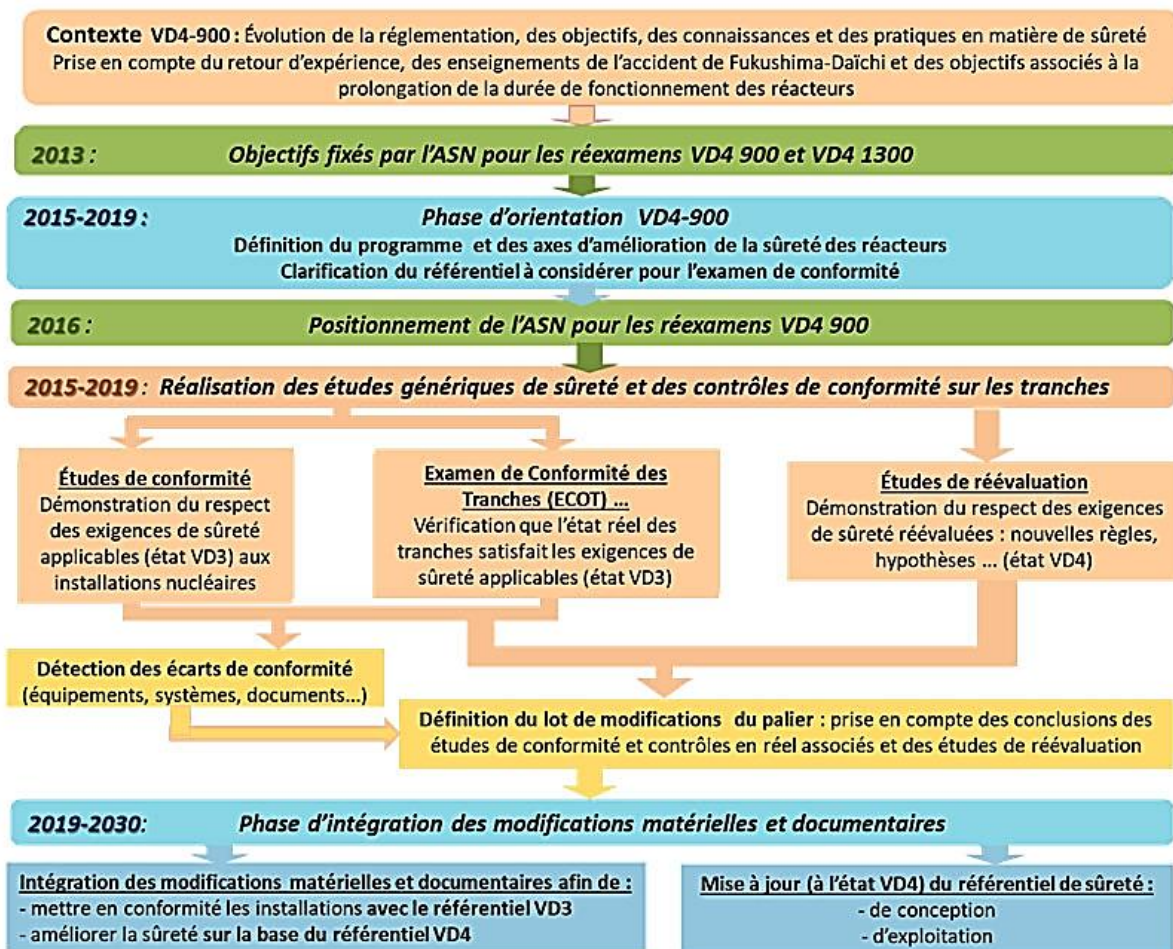 Contexte VD4-900 : Évolution de la réglementation, des objectifs, des connaissances et des pratiques en matière de sûreté
Prise en compte du retour d'expérience, des enseignements de l'accident de Fukushima-Daïchi et des objectifs associés à la
prolongation de la durée de fonctionnement des réacteurs
2013 : Objectifs fixés par l'ASN pour les réexamens VD4 900 et VD4 1300
2015-2019 : Phase d'orientation VD4-900
Définition du programme et des axes d'amélioration de la sûreté des réacteurs
Clarification du référentiel à considérer pour l'examen de conformité
2016 : Positionnement de l'ASN pour les réexamens VD4 900
2015-2019 : Réalisation des études génériques de sûreté et des contrôles de conformité sur les tranches
Études de conformité
Démonstration du respect
des exigences de sûreté
applicables (état VD3) aux
installations nucléaires
Examen de Conformité des
Tranches (ECOT) ...
Vérification que l'état réel des
tranches satisfait les exigences de
sûreté applicables (état VD3)
Études de réévaluation
Démonstration du respect des exigences
de sûreté réévaluées : nouvelles règles,
hypothèses ... (état VD4)
Détection des écarts de conformité
(équipements, systèmes, documents...)
Définition du lot de modifications du palier : prise en compte des conclusions des
études de conformité et contrôles en réel associés et des études de réévaluation
2019-2030: Phase d'intégration des modifications matérielles et documentaires
Intégration des modifications matérielles et documentaires afin de :
- mettre en conformité les installations avec le référentiel VD3
- améliorer la sûreté sur la base du référentiel VD4
Mise à jour (à l'état VD4) du référentiel de sûreté :
- de conception
- d'exploitation